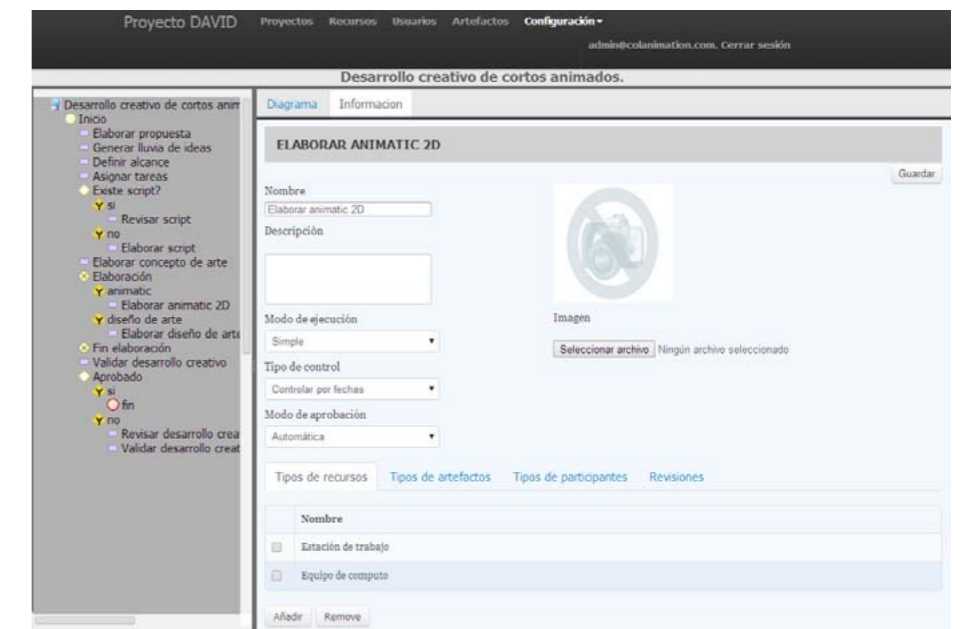 Proyecto DAVID
Proyectos Recursos Usuarios Artefactos Configuración
admin@colanimation.com. Cerrar sesión
Desarrollo creativo de cortos animados.
Desarrollo creativo de cortos anim
Inicio
Elaborar propuesta
Generar lluvia de ideas
Definir alcance
Asignar tareas
Existe script?
si
Revisar script
no
Elaborar script
Elaborar concepto de arte
Elaboración
animatic
Elaborar animatic 2D
diseño de arte
Elaborar diseño de arte
Fin elaboración
Validar desarrollo creativo
Aprobado
si
fin
no
Revisar desarrollo crea
Validar desarrollo creat
Diagrama Informacion
ELABORAR ANIMATIC 2D
Guardar
Nombre
Elaborar animatic 2D
Descripción
Modo de ejecución
Simple
Tipo de control
Controlar por fechas
Modo de aprobación
Automática
Imagen
Seleccionar archivo Ningún archivo seleccionado
Tipos de recursos Tipos de artefactos Tipos de participantes Revisiones
Nombre
Estación de trabajo
Equipo de computo
Añadir Remove